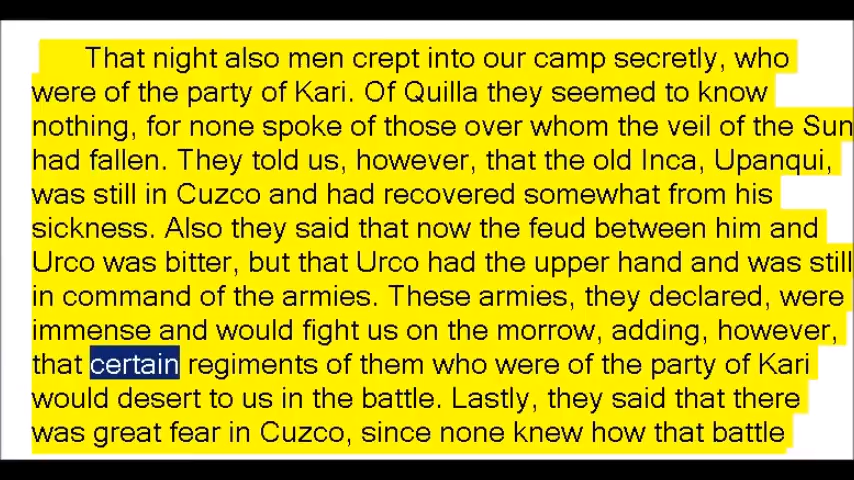 That night also men crept into our camp secretly, who
were of the party of Kari. Of Quilla they seemed to know
nothing, for none spoke of those over whom the veil of the Sun
had fallen. They told us, however, that the old Inca, Upanqui,
was still in Cuzco and had recovered somewhat from his
sickness. Also they said that now the feud between him and
Urco was bitter, but that Urco had the upper hand and was still
in command of the armies. These armies, they declared, were
immense and would fight us on the morrow, adding, however,
that certain regiments of them who were of the party of Kari
would desert to us in the battle. Lastly, they said that there
was great fear in Cuzco, since none knew how that battle